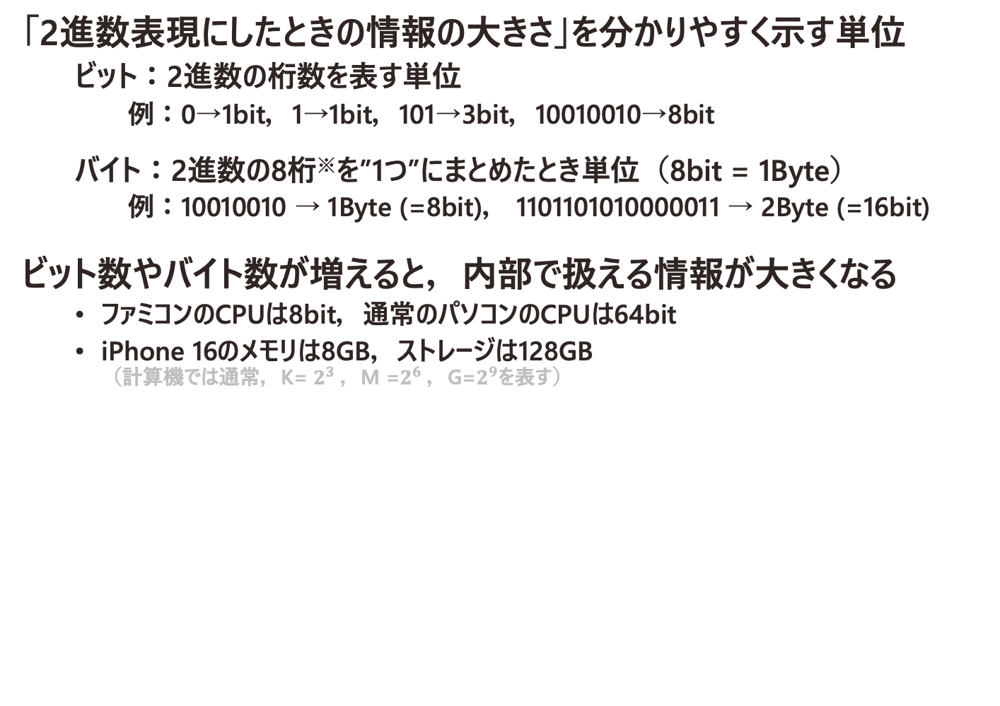 「2進数表現にしたときの情報の大きさ」を分かりやすく示す単位
ビット：2進数の桁数を表す単位
例：0→1bit，1→1bit，101→3bit，10010010→8bit
バイト：2進数の8桁※を”1つ”にまとめたとき単位（8bit = 1Byte）
例：10010010 → 1Byte (=8bit)， 1101101010000011 → 2Byte (=16bit)
ビット数やバイト数が増えると，内部で扱える情報が大きくなる
• ファミコンのCPUは8bit，通常のパソコンのCPUは64bit
• iPhone 16のメモリは8GB，ストレージは128GB
（計算機では通常，K= 2³ ，M =2⁶ ，G=2⁹を表す）